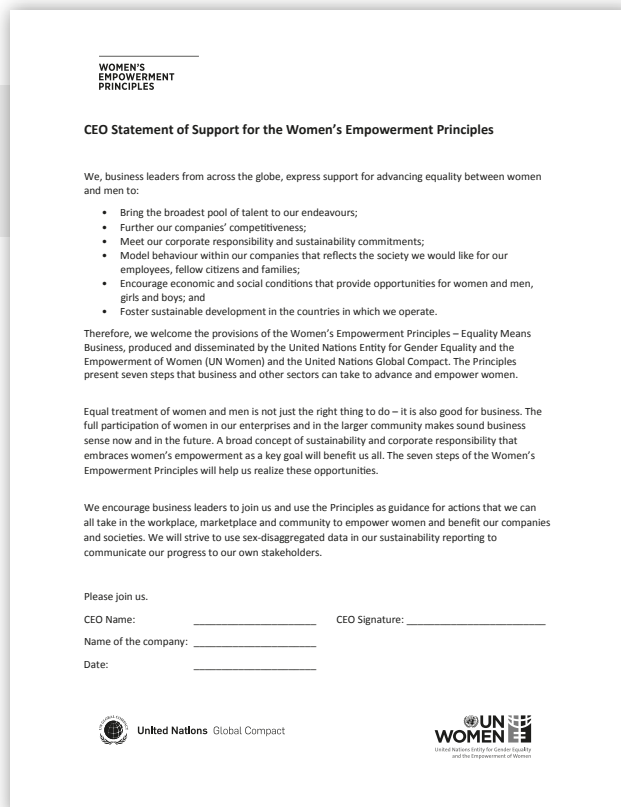 WOMEN'S
EMPOWERMENT
PRINCIPLES
CEO Statement of Support for the Women's Empowerment Principles
We, business leaders from across the globe, express support for advancing equality between women
and men to:
• Bring the broadest pool of talent to our endeavours;
• Further our companies' competitiveness;
• Meet our corporate responsibility and sustainability commitments;
• Model behaviour within our companies that reflects the society we would like for our
employees, fellow citizens and families;
• Encourage economic and social conditions that provide opportunities for women and men,
girls and boys; and
• Foster sustainable development in the countries in which we operate.
Therefore, we welcome the provisions of the Women's Empowerment Principles – Equality Means
Business, produced and disseminated by the United Nations Entity for Gender Equality and the
Empowerment of Women (UN Women) and the United Nations Global Compact. The Principles
present seven steps that business and other sectors can take to advance and empower women.
Equal treatment of women and men is not just the right thing to do – it is also good for business. The
full participation of women in our enterprises and in the larger community makes sound business
sense now and in the future. A broad concept of sustainability and corporate responsibility that
embraces women's empowerment as a key goal will benefit us all. The seven steps of the Women's
Empowerment Principles will help us realize these opportunities.
We encourage business leaders to join us and use the Principles as guidance for actions that we can
all take in the workplace, marketplace and community to empower women and benefit our companies
and societies. We will strive to use sex-disaggregated data in our sustainability reporting to
communicate our progress to our own stakeholders.
Please join us.
CEO Name: ______________________ CEO Signature: _________________________
Name of the company: ______________________
Date: ______________________
United Nations Global Compact
UN
WOMEN
United Nations Entity for Gender Equality
and the Empowerment of Women